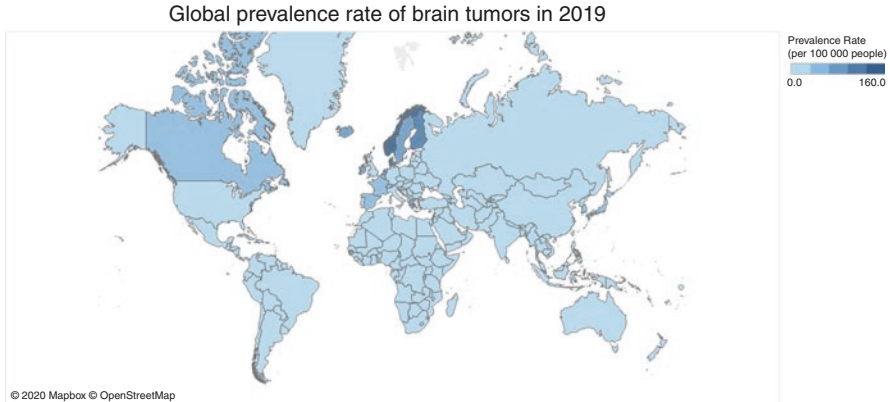 Global prevalence rate of brain tumors in 2019
Prevalence Rate
(per 100 000 people)
0.0 160.0
© 2020 Mapbox © OpenStreetMap